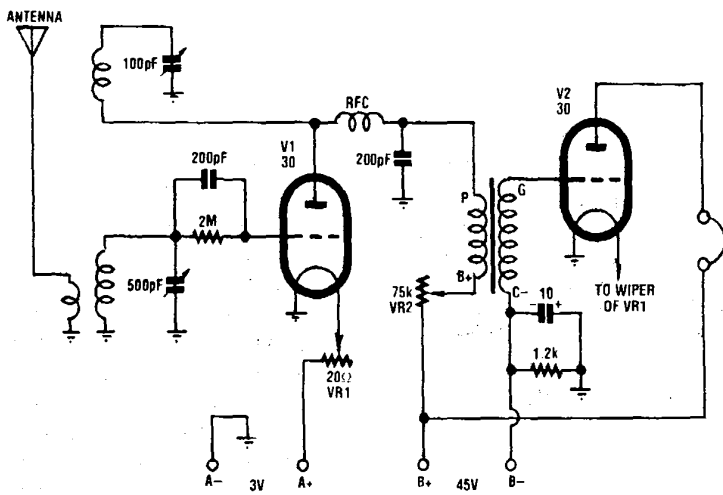 ANTENNA
100pF
RFC
V2
30
V1
30
200pF
200pF
2M
P
G
500pF
B+
C-
75k
VR2
- 10 +
TO WIPER
OF VR1
1.2k
20Ω
VR1
A- 3V A+
B+ 45V B-